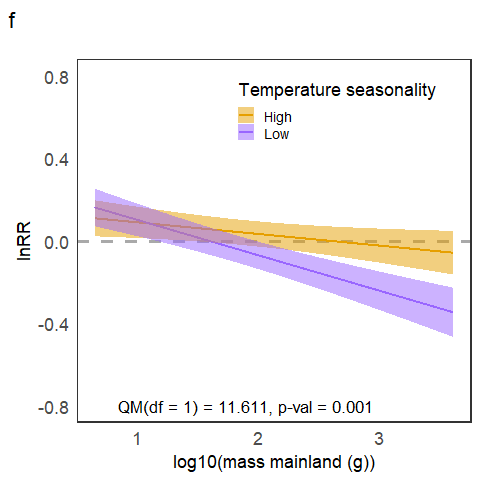 f
Temperature seasonality
High
Low
0.8
0.4
0.0
-0.4
-0.8
lnRR
QM(df = 1) = 11.611, p-val = 0.001
1 2 3
log10(mass mainland (g))